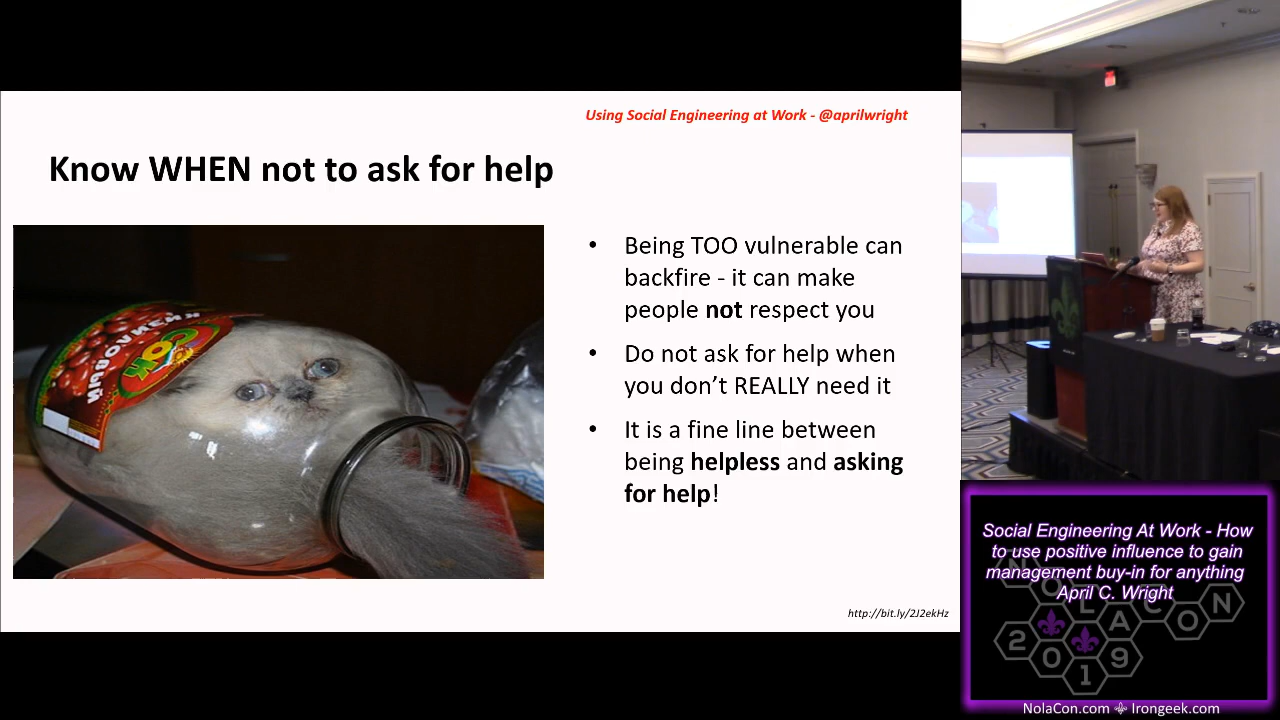 Using Social Engineering at Work - @aprilwright
Know WHEN not to ask for help
• Being TOO vulnerable can
backfire - it can make
people not respect you
• Do not ask for help when
you don't REALLY need it
• It is a fine line between
being helpless and asking
for help!
СОК
http://bit.ly/2J2ekHz
Social Engineering At Work - How
to use positive influence to gain
management buy-in for anything
April C. Wright
NOLACON
2019
NolaCon.com ⚜ Irongeek.com